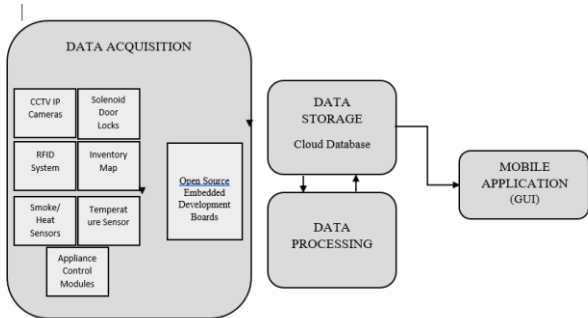 DATA ACQUISITION
CCTV IP
Cameras
Solenoid
Door
Locks
RFID
System
Inventory
Map
Smoke/
Heat
Sensors
Temperat
ure Sensor
Appliance
Control
Modules
Open Source
Embedded
Development
Boards
DATA
STORAGE
Cloud Database
DATA
PROCESSING
MOBILE
APPLICATION
(GUI)